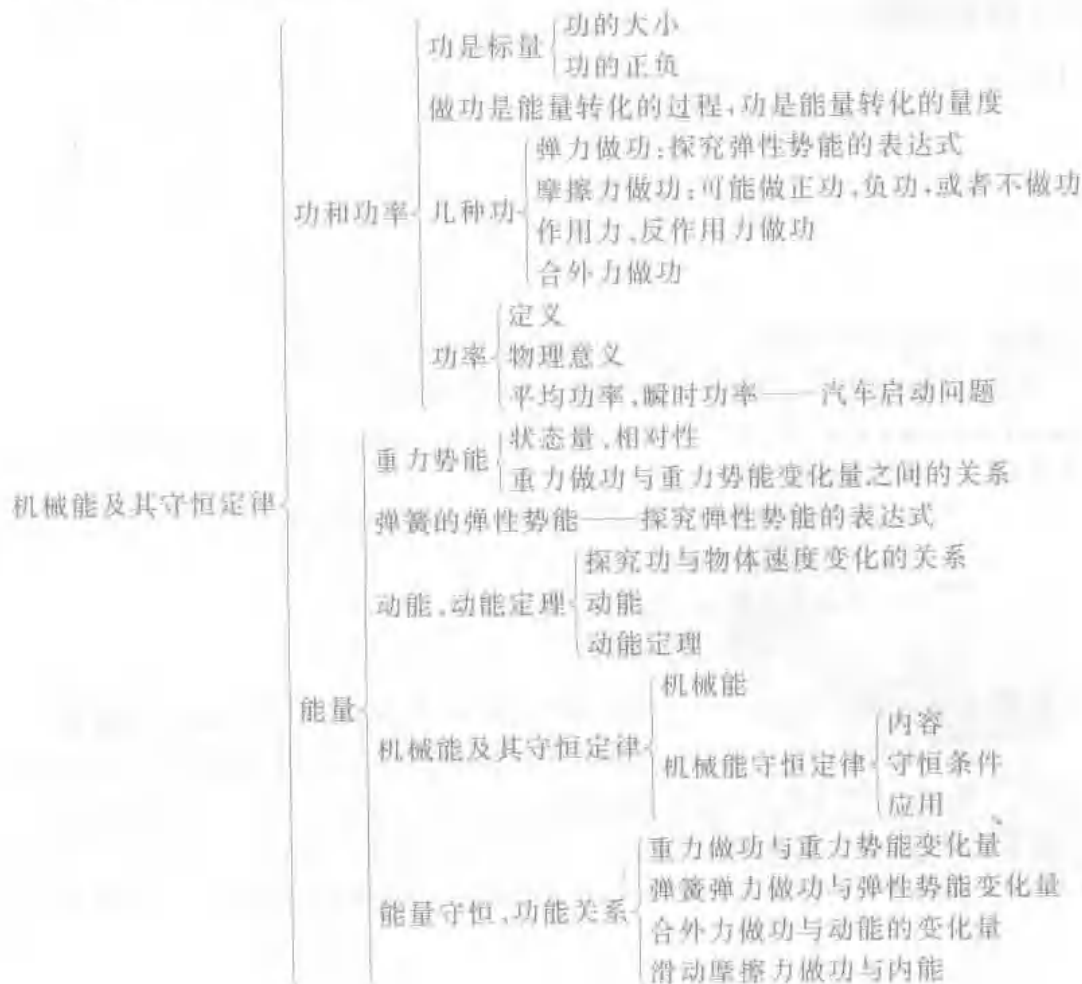 功是标量
功的大小
功的正负
做功是能量转化的过程,功是能量转化的量度
功和功率
几种功
弹力做功:探究弹性势能的表达式
摩擦力做功:可能做正功,负功,或者不做功
作用力、反作用力做功
合外力做功
功率
定义
物理意义
平均功率,瞬时功率——汽车启动问题
机械能及其守恒定律
能量
重力势能
状态量,相对性
重力做功与重力势能变化量之间的关系
弹簧的弹性势能——探究弹性势能的表达式
动能,动能定理
探究功与物体速度变化的关系
动能
动能定理
机械能及其守恒定律
机械能
机械能守恒定律
内容
守恒条件
应用
能量守恒,功能关系
重力做功与重力势能变化量
弹簧弹力做功与弹性势能变化量
合外力做功与动能的变化量
滑动摩擦力做功与内能